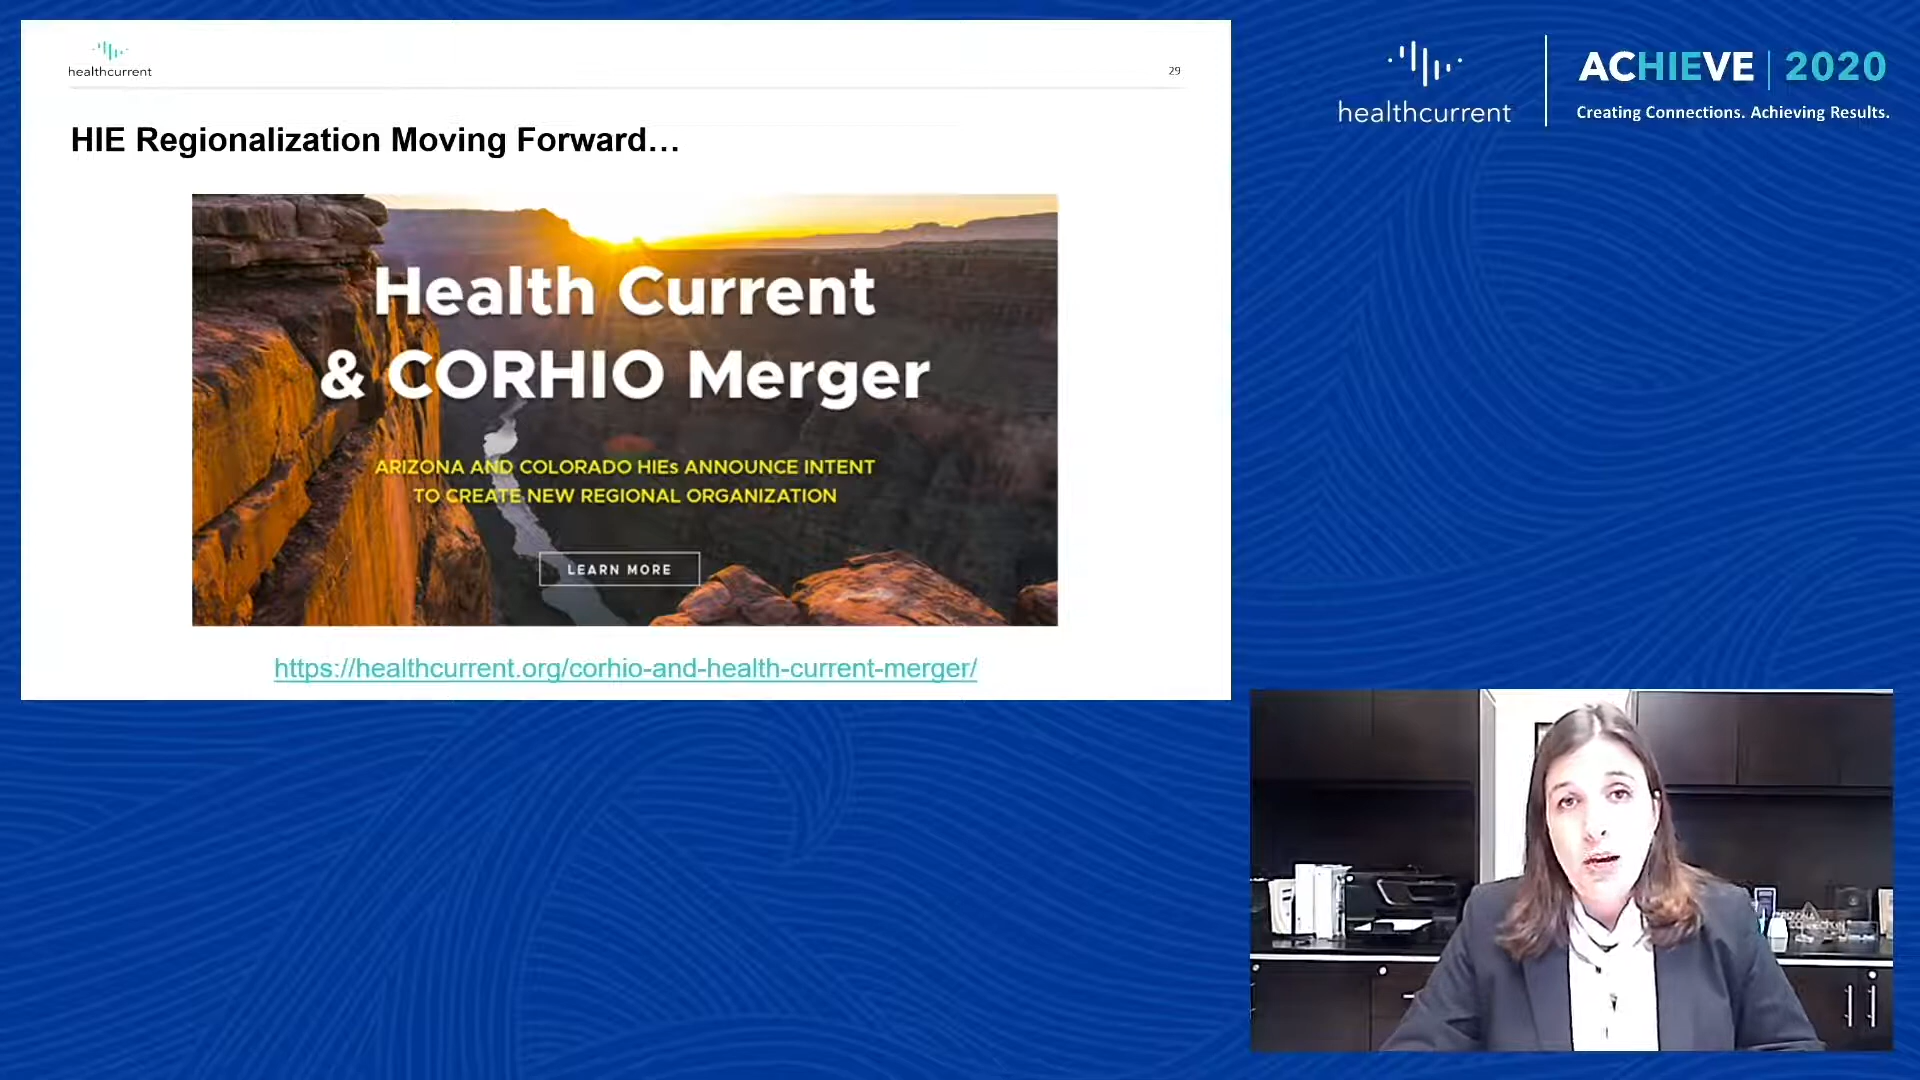 healthcurrent
29
HIE Regionalization Moving Forward…
Health Current
& CORHIO Merger
ARIZONA AND COLORADO HIEs ANNOUNCE INTENT
TO CREATE NEW REGIONAL ORGANIZATION
LEARN MORE
https://healthcurrent.org/corhio-and-health-current-merger/
healthcurrent
ACHIEVE | 2020
Creating Connections. Achieving Results.
ARIZONA